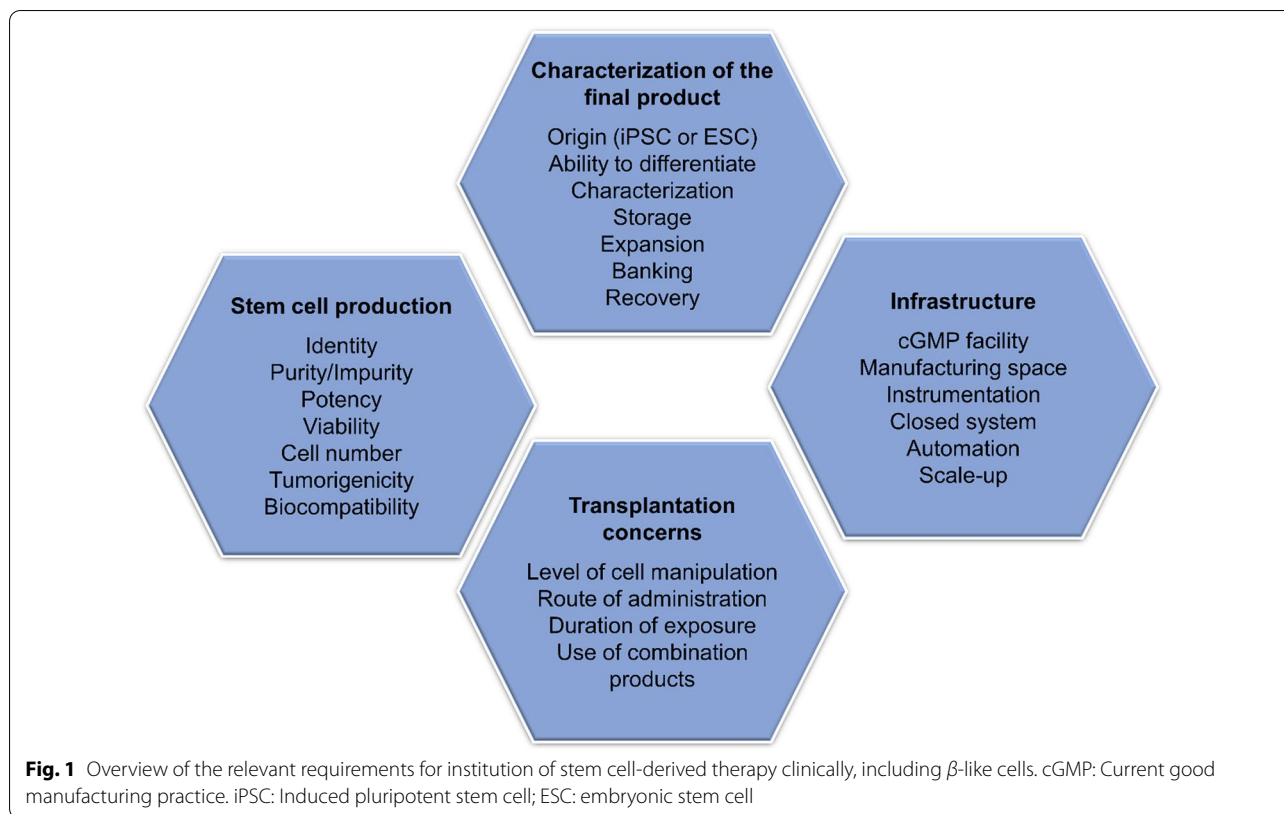 Characterization of the
final product
Origin (iPSC or ESC)
Ability to differentiate
Characterization
Storage
Expansion
Banking
Recovery
Stem cell production
Identity
Purity/Impurity
Potency
Viability
Cell number
Tumorigenicity
Biocompatibility
Infrastructure
cGMP facility
Manufacturing space
Instrumentation
Closed system
Automation
Scale-up
Transplantation
concerns
Level of cell manipulation
Route of administration
Duration of exposure
Use of combination
products
Fig. 1 Overview of the relevant requirements for institution of stem cell-derived therapy clinically, including β-like cells. cGMP: Current good
manufacturing practice. iPSC: Induced pluripotent stem cell; ESC: embryonic stem cell